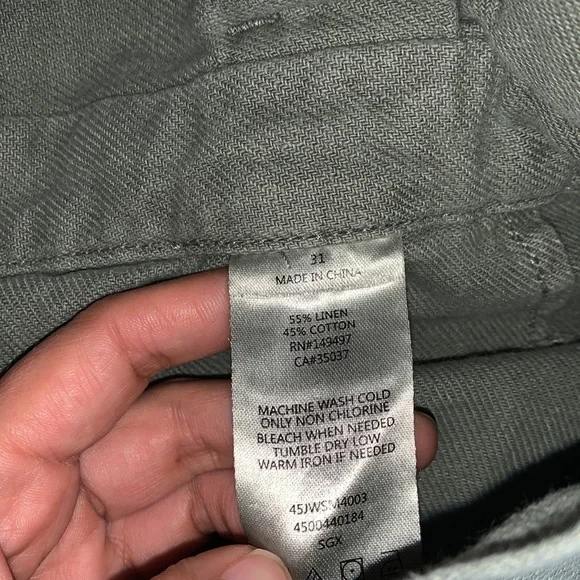 31
MADE IN CHINA
55% LINEN
45% COTTON
RN#149497
CA#35037
MACHINE WASH COLD
ONLY NON CHLORINE
BLEACH WHEN NEEDED
TUMBLE DRY LOW
WARM IRON IF NEEDED
45JWSM4003
4500440184
SGX